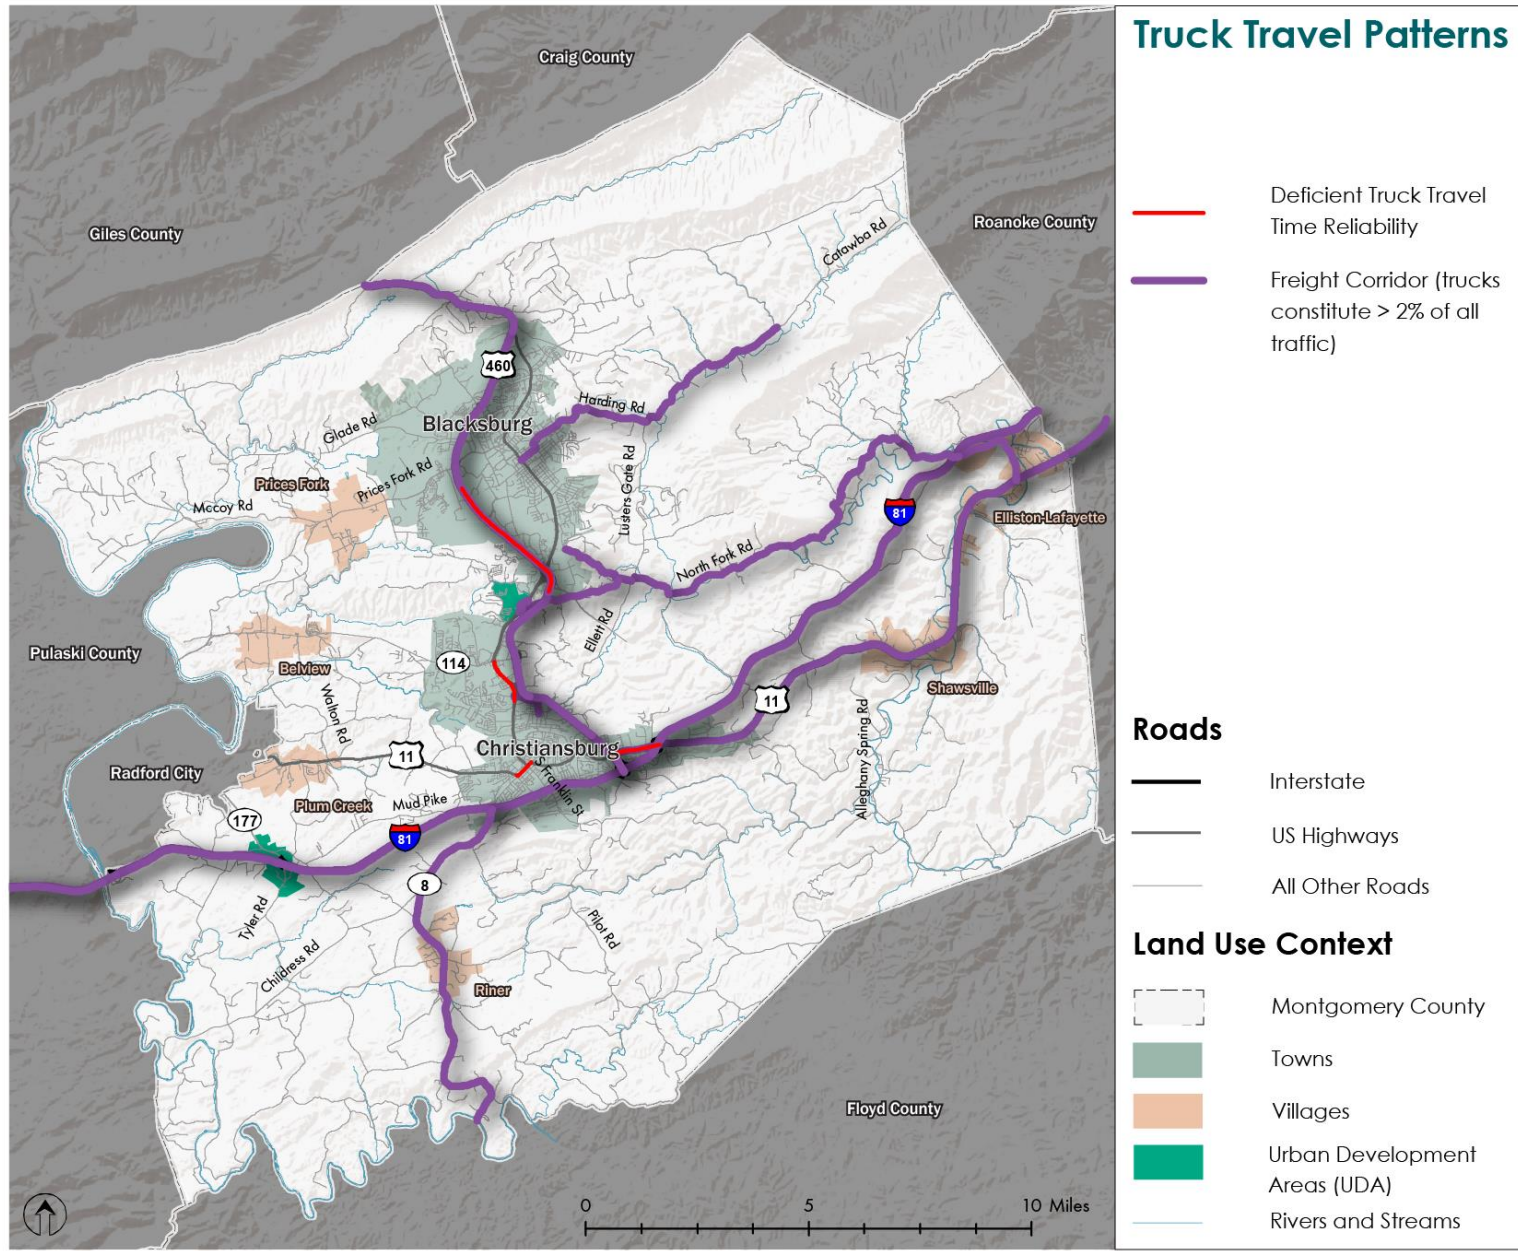 Truck Travel Patterns
Deficient Truck Travel
Time Reliability
Freight Corridor (trucks
constitute > 2% of all
traffic)
Roads
Interstate
US Highways
All Other Roads
Land Use Context
Montgomery County
Towns
Villages
Urban Development
Areas (UDA)
Rivers and Streams
Craig County
Giles County
Roanoke County
Catawba Rd
460
Harding Rd
Glade Rd
Blacksburg
Prices Fork Rd
Prices Fork
Mccoy Rd
Lusters Gate Rd
81
Elliston-Lafayette
North Fork Rd
Ellett Rd
Pulaski County
Belview
114
Shawsville
Walton Rd
11
Alleghany Spring Rd
Christiansburg
11
Radford City
S Franklin St
Plum Creek
Mud Pike
177
81
8
Tyler Rd
Pilot Rd
Childress Rd
Riner
Floyd County
0 5 10 Miles